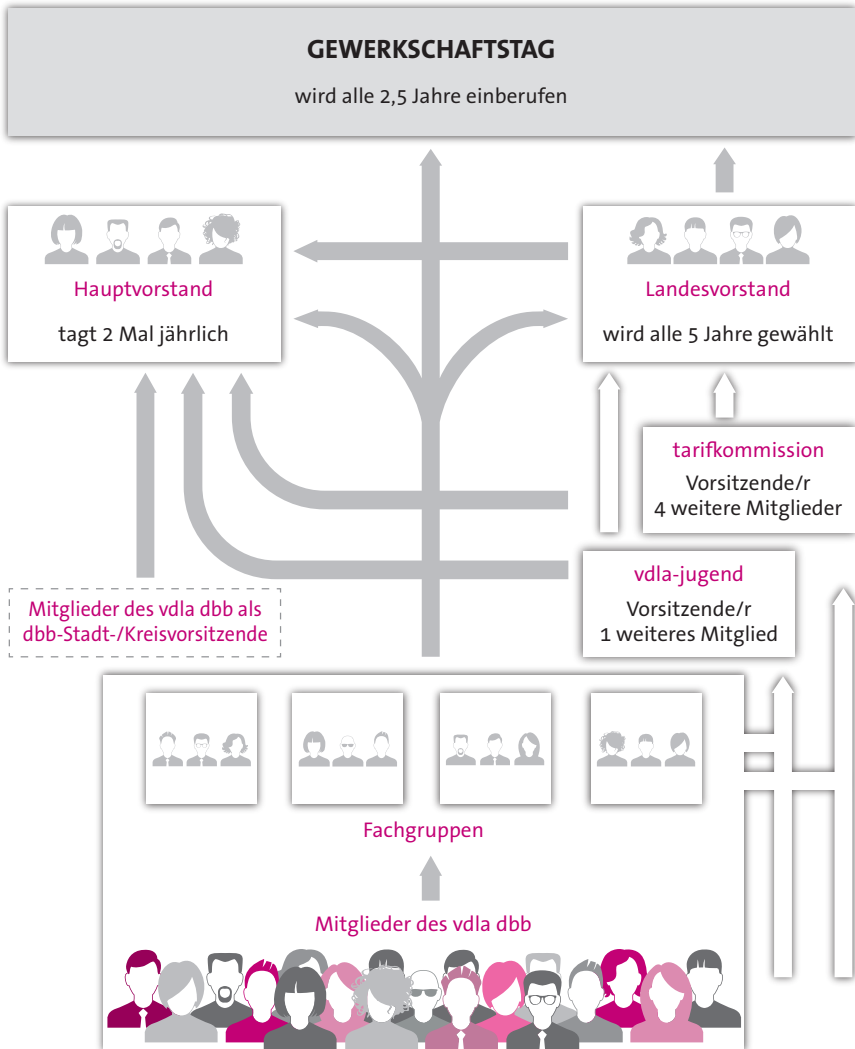 GEWERKSCHAFTSTAG
wird alle 2,5 Jahre einberufen
Hauptvorstand
tagt 2 Mal jährlich
Landesvorstand
wird alle 5 Jahre gewählt
tarifkommission
Vorsitzende/r
4 weitere Mitglieder
vdla-jugend
Vorsitzende/r
1 weiteres Mitglied
Mitglieder des vdla dbb als
dbb-Stadt-/Kreisvorsitzende
Fachgruppen
Mitglieder des vdla dbb